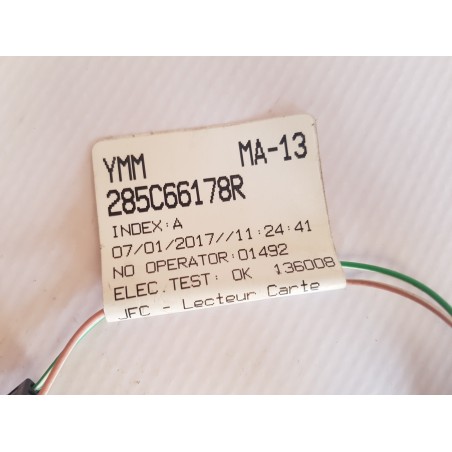 YMM MA-13
285C66178R
INDEX:A
07/01/2017//11:24:41
NO OPERATOR:01492
ELEC.TEST: OK 136008
JFC - Lecteur Carte